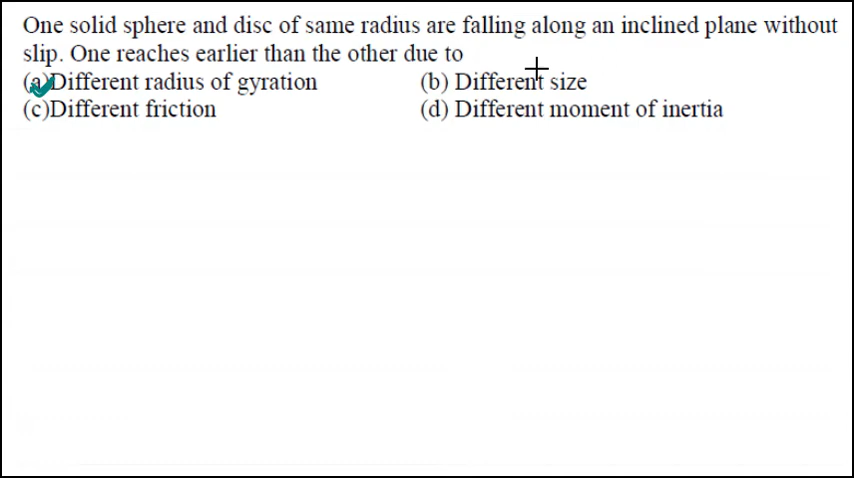 One solid sphere and disc of same radius are falling along an inclined plane without
slip. One reaches earlier than the other due to
(a)Different radius of gyration (b) Different size
(c)Different friction (d) Different moment of inertia